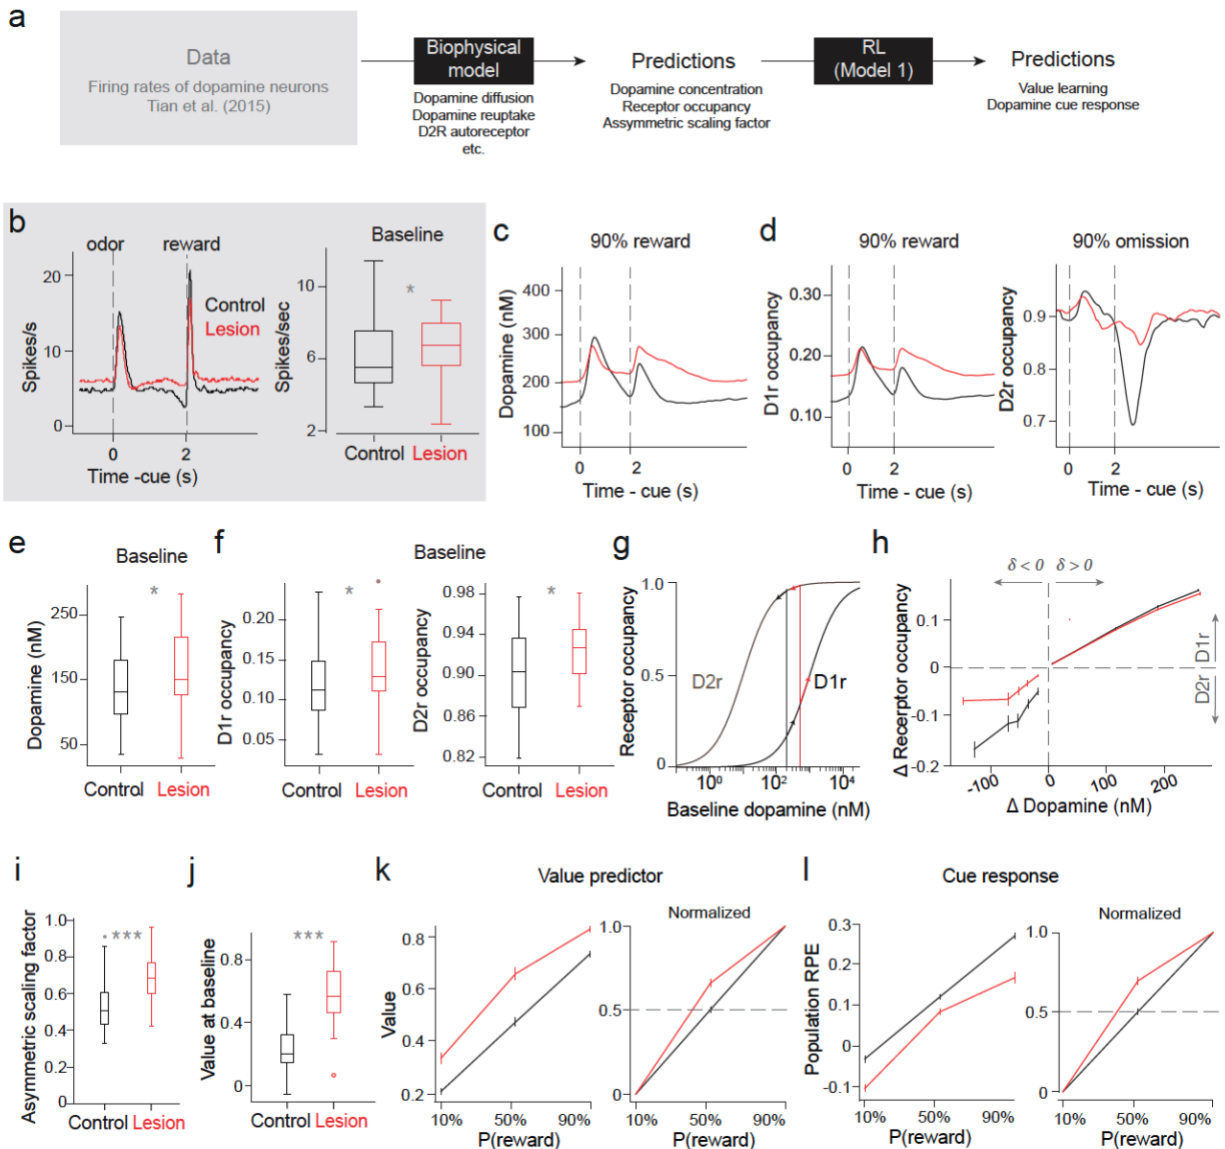 a
Data
Firing rates of dopamine neurons
Tian et al. (2015)
Biophysical
model
Dopamine diffusion
Dopamine reuptake
D2R autoreceptor
etc.
Predictions
Dopamine concentration
Receptor occupancy
Assymmetric scaling factor
RL
(Model 1)
Predictions
Value learning
Dopamine cue response
b
odor
reward
20
10
0
Spikes/s
Control
Lesion
0
2
Time -cue (s)
Baseline
*
10
6
2
Spikes/sec
Control Lesion
c
90% reward
400
300
200
100
Dopamine (nM)
0
2
Time - cue (s)
d
90% reward
0.30
0.20
0.10
D1r occupancy
0
2
Time - cue (s)
90% omission
0.9
0.8
0.7
D2r occupancy
0
2
Time - cue (s)
e
Baseline
*
250
150
50
Dopamine (nM)
Control Lesion
f
Baseline
*
0.20
0.15
0.10
0.05
D1r occupancy
Control Lesion
*
0.98
0.94
0.90
0.86
0.82
D2r occupancy
Control Lesion
g
1.0
0.5
0
Receptor occupancy
D2r
D1r
10⁰
10²
10⁴
Baseline dopamine (nM)
h
δ < 0
δ > 0
0.1
0
-0.1
-0.2
Δ Recerptor occupancy
D1r
D2r
-100
0
100
200
Δ Dopamine (nM)
i
***
1.0
0.8
0.6
0.4
0.2
0
Asymmetric scaling factor
Control Lesion
j
***
0.8
0.4
0
Value at baseline
Control Lesion
k
Value predictor
0.8
0.6
0.4
0.2
Value
10%
50%
90%
P(reward)
Normalized
1.0
0.5
0
10%
50%
90%
P(reward)
l
Cue response
0.3
0.2
0.1
0
-0.1
Population RPE
10%
50%
90%
P(reward)
Normalized
1.0
0.5
0
10%
50%
90%
P(reward)